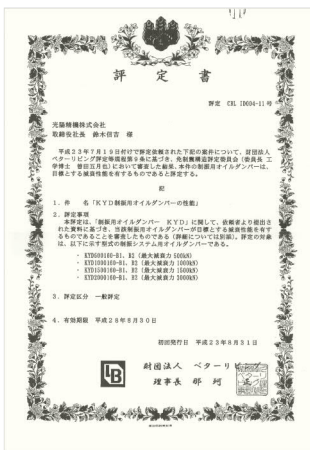 評定書
評定 CBL ID004-11号
光陽精機株式会社
取締役社長 鈴木信吉 様
平成23年7月19日付けで評定依頼された下記の案件について、財団法人
ベターリビング評定等規程第9条に基づき、免制震構造評定委員会(委員長 工
学博士 菅田五月也)において審査した結果、本件の制振用オイルダンパーは、
目標とする減衰性能を有するものであると評定する。
記
1.件 名「KYD制振用オイルダンパーの性能」
2.評定事項
本評定は、「制振用オイルダンパー KYD」に関して、依頼者より提出さ
れた資料に基づき、当該制振用オイルダンパーが目標とする減衰性能を有す
るものであることを審査したものである(詳細については別添)。評定の対象
は、以下に示す型式の制振システム用オイルダンパーである。
・KYD500160-B1、B2(最大減衰力 500kN)
・KYD1000160-B1、B2(最大減衰力 1000kN)
・KYD1500160-B1、B2(最大減衰力 1500kN)
・KYD2000160-B1、B2(最大減衰力 2000kN)
3.評定区分 一般評定
4.有効期限 平成28年8月30日
初回発行日 平成23年8月31日
財団法人 ベターリビング
理事長 那珂 正